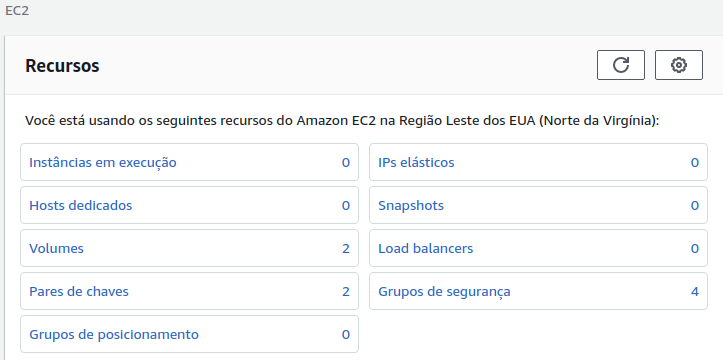 EC2
Recursos
Você está usando os seguintes recursos do Amazon EC2 na Região Leste dos EUA (Norte da Virgínia):
Instâncias em execução 0
IPs elásticos 0
Hosts dedicados 0
Snapshots 0
Volumes 2
Load balancers 0
Pares de chaves 2
Grupos de segurança 4
Grupos de posicionamento 0